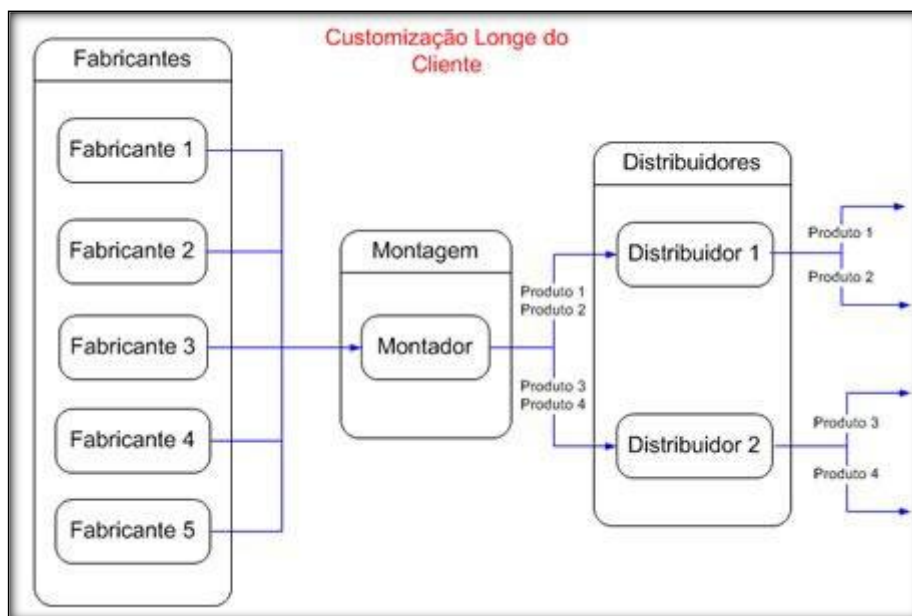 Customização Longe do
Cliente
Fabricantes
Fabricante 1
Fabricante 2
Fabricante 3
Fabricante 4
Fabricante 5
Montagem
Montador
Produto 1
Produto 2
Produto 3
Produto 4
Distribuidores
Distribuidor 1
Distribuidor 2
Produto 1
Produto 2
Produto 3
Produto 4